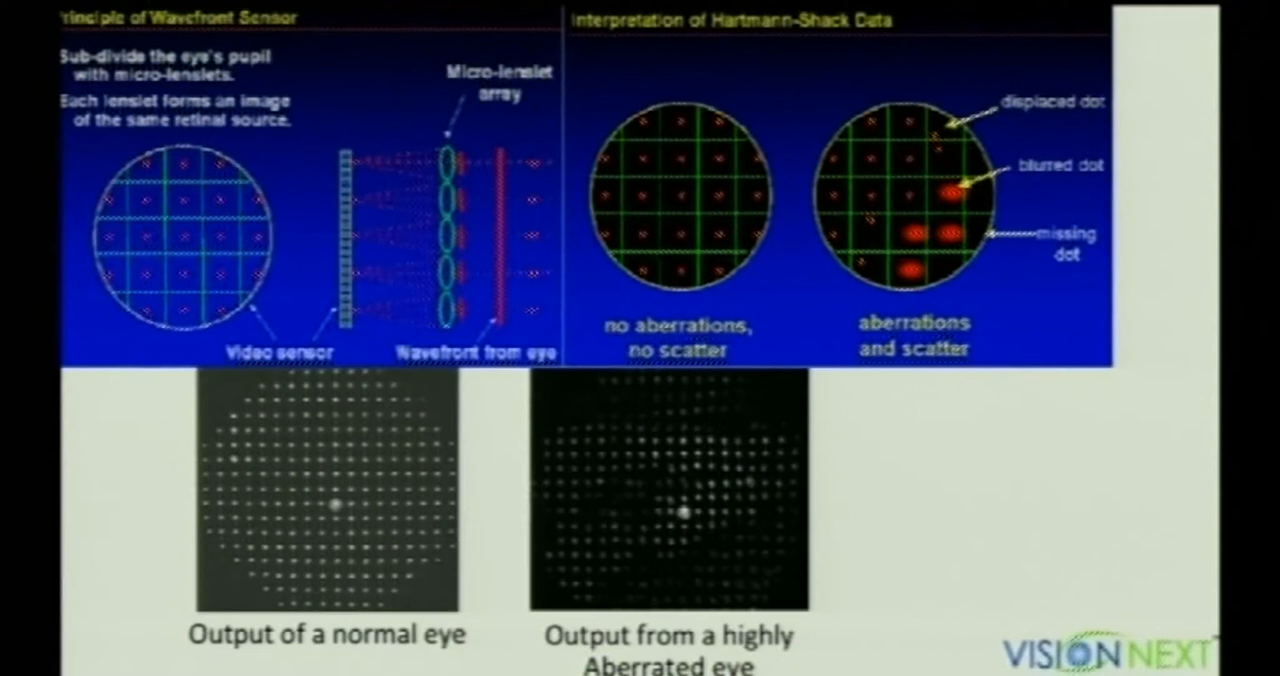 rinciple of Wavefront Sensor
Sub-divide the eye's pupil
with micro-lenslets.
Each lenslet forms an image
of the same retinal source.
Micro-lenslet
array
Video sensor
Wavefront from eye
Interpretation of Hartmann-Shack Data
displaced dot
blurred dot
missing
dot
no aberrations,
no scatter
aberrations
and scatter
Output of a normal eye
Output from a highly
Aberrated eye
VISION NEXT